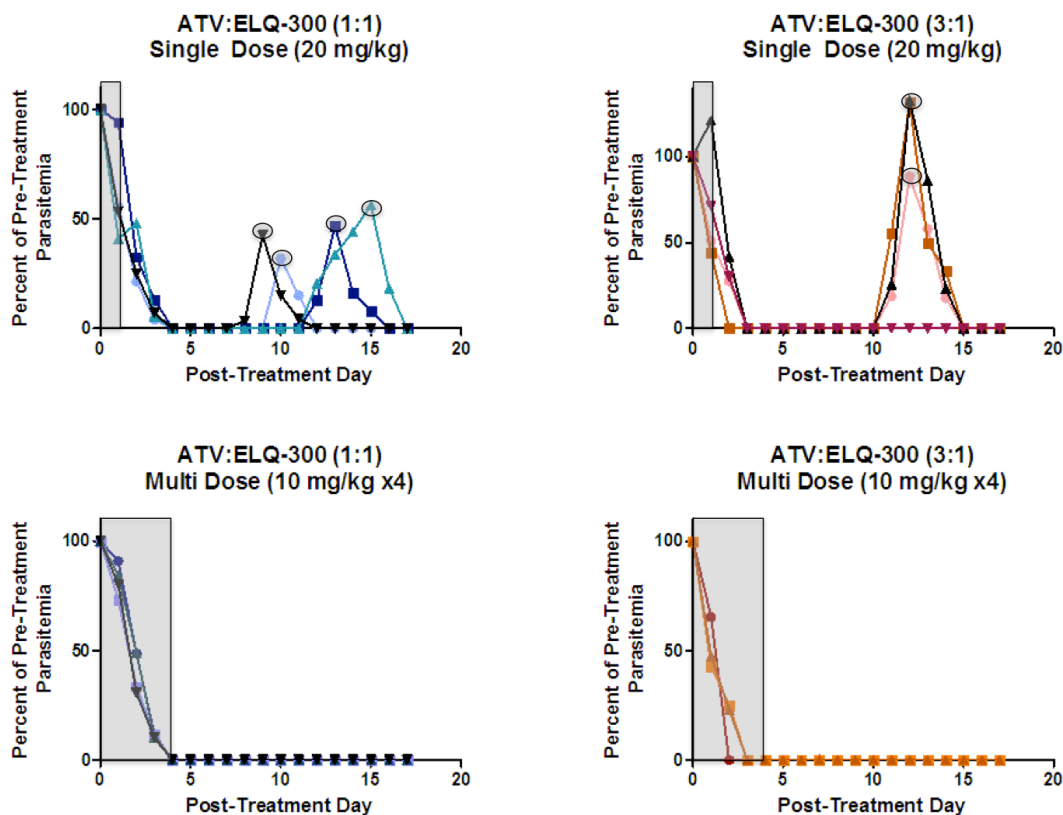 ATV:ELQ-300 (1:1)
Single Dose (20 mg/kg)
Percent of Pre-Treatment
Parasitemia
100
50
0
0
5
10
15
20
Post-Treatment Day
ATV:ELQ-300 (3:1)
Single Dose (20 mg/kg)
Percent of Pre-Treatment
Parasitemia
100
50
0
0
5
10
15
20
Post-Treatment Day
ATV:ELQ-300 (1:1)
Multi Dose (10 mg/kg x4)
Percent of Pre-Treatment
Parasitemia
100
50
0
0
5
10
15
20
Post-Treatment Day
ATV:ELQ-300 (3:1)
Multi Dose (10 mg/kg x4)
Percent of Pre-Treatment
Parasitemia
100
50
0
0
5
10
15
20
Post-Treatment Day